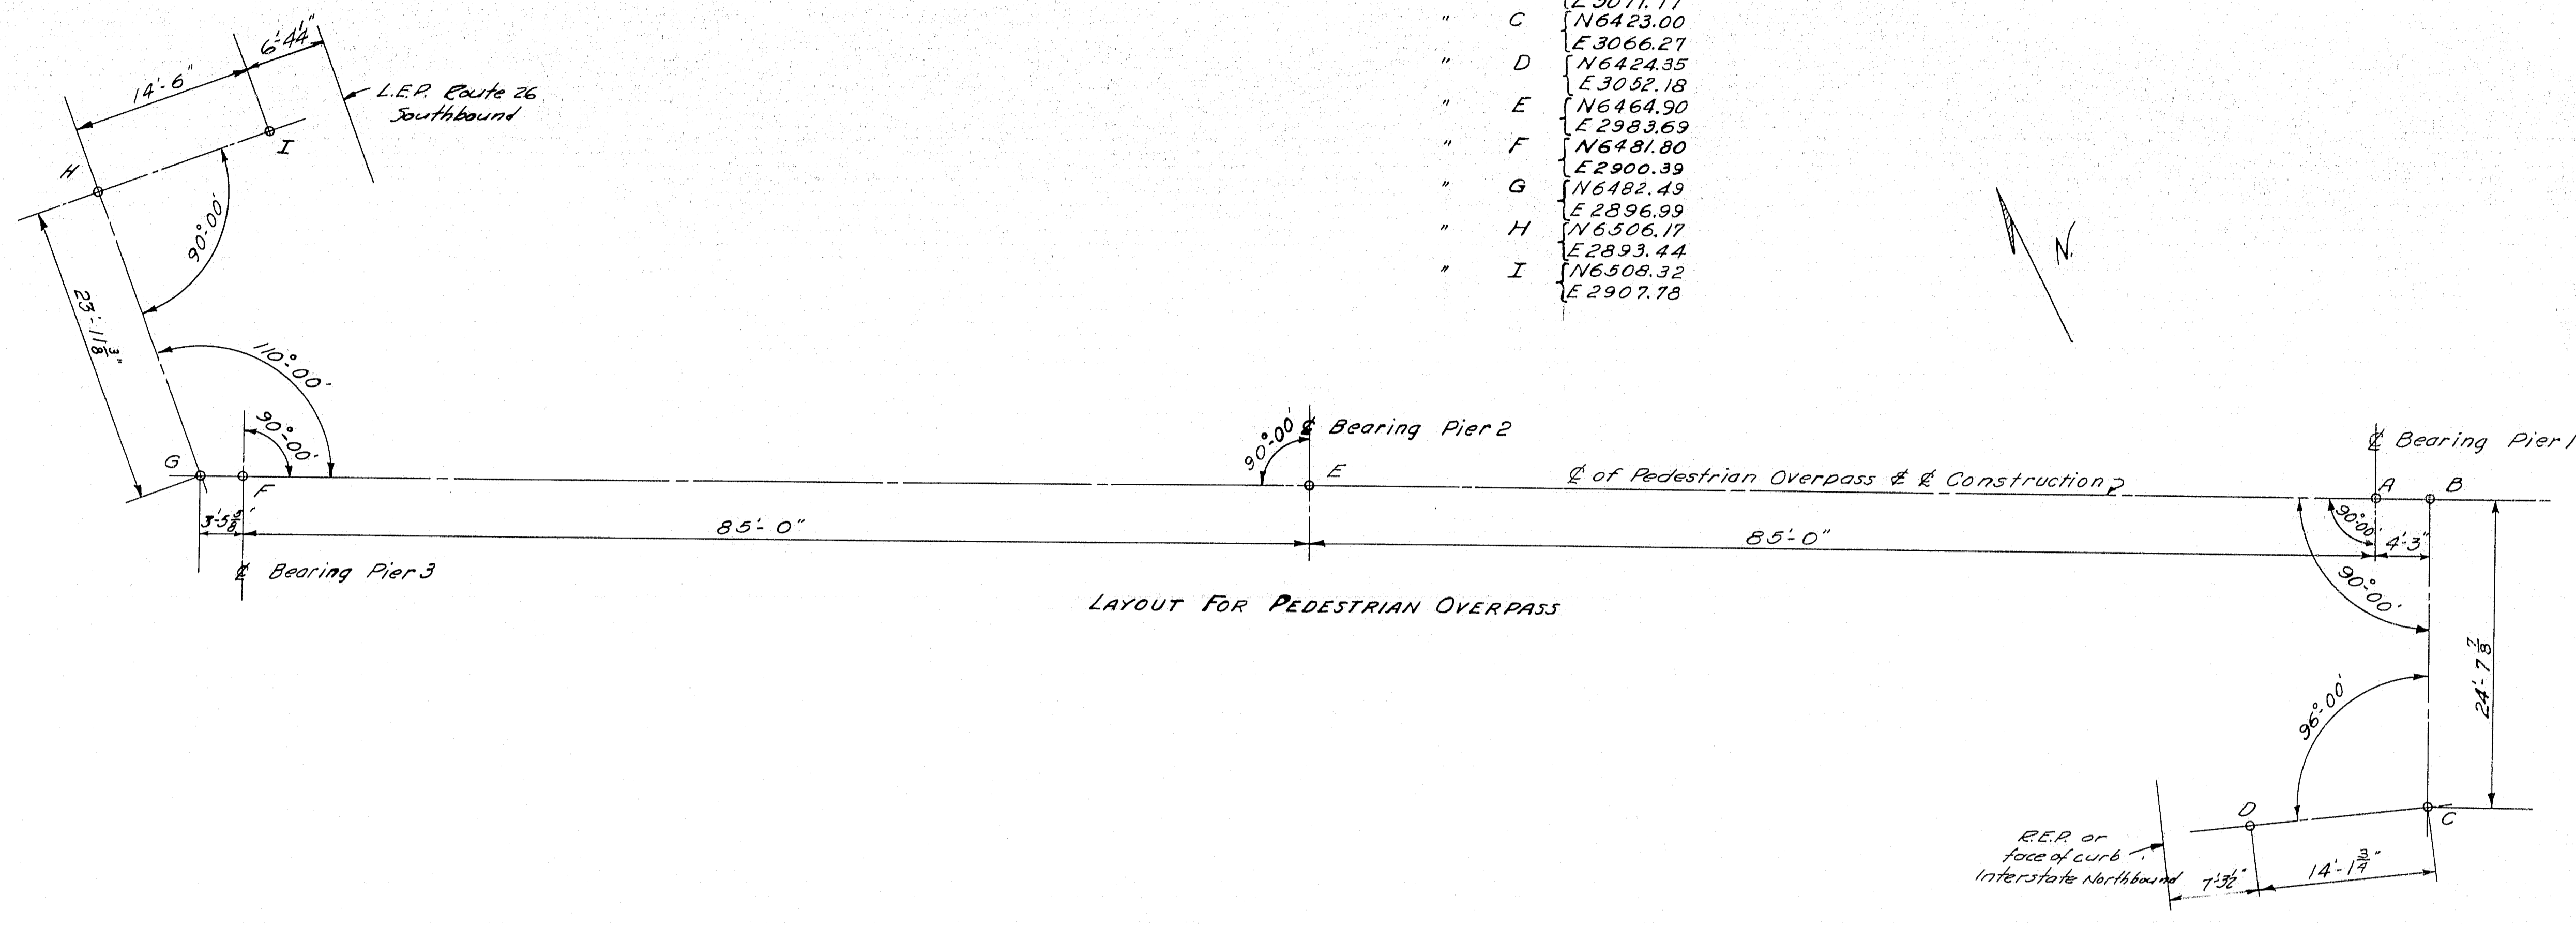 E 3071.17
" C N6423.00
E 3066.27
" D N6424.35
E 3052.18
" E N6464.90
E 2983.69
" F N6481.80
E 2900.39
" G N6482.49
E 2896.99
" H N6506.17
E 2893.44
" I N6508.32
E 2907.78
14'-6"
6'-4¼"
L.E.P. Route 26
Southbound
H
I
90°-00'
23'-11⅜"
110°-00'
90°-00'
G
F
3'-5⅝"
85'-0"
℄ Bearing Pier 3
90°-00'
℄ Bearing Pier 2
E
℄ of Pedestrian Overpass & ℄ Construction 2
85'-0"
℄ Bearing Pier 1
A
B
90°-00'
4'-3"
90°-00'
24'-7⅞"
96°-00'
D
C
R.E.P. or
face of curb
Interstate Northbound
7'-3½"
14'-1¾"
N.
LAYOUT FOR PEDESTRIAN OVERPASS